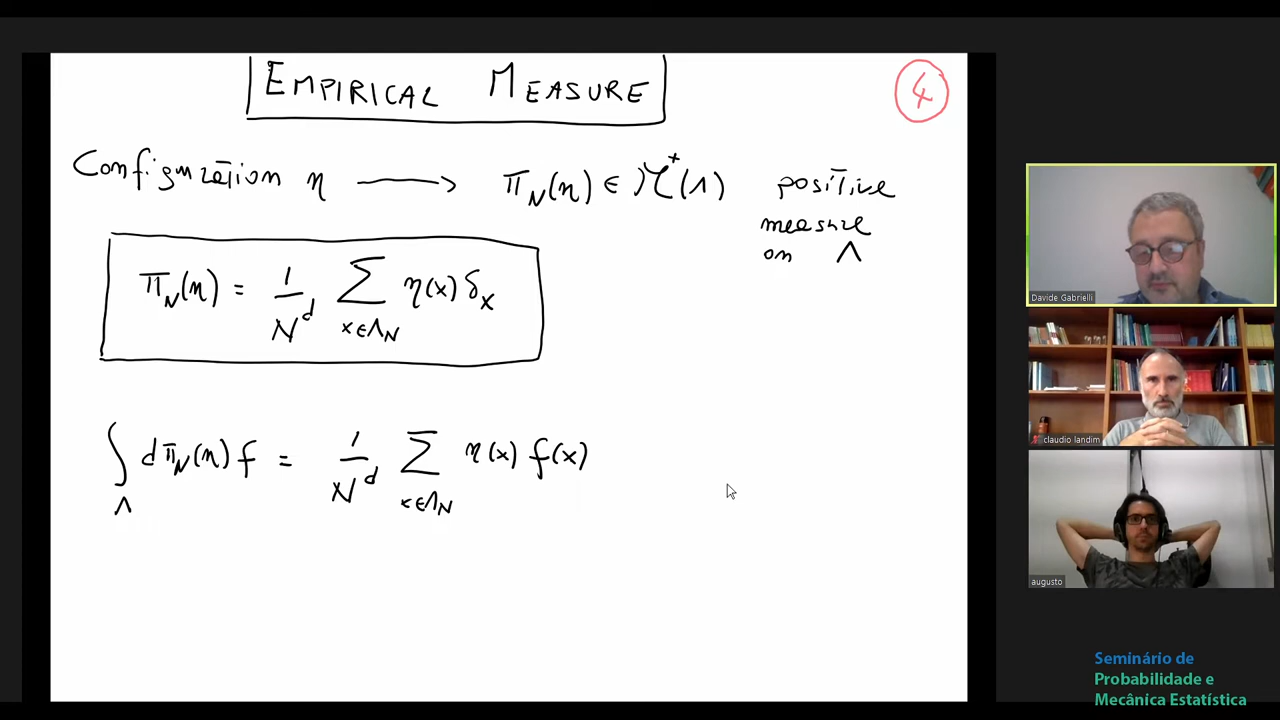 EMPIRICAL MEASURE
4
Configuration η ⟶ π_N(η) ∈ M⁺(Λ) positive
measure
on Λ
π_N(η) = 1/N^d ∑_{x∈Λ_N} η(x) δ_x
∫_Λ dπ_N(η) f = 1/N^d ∑_{x∈Λ_N} η(x) f(x)
Davide Gabrielli
claudio landim
augusto
Seminário de
Probabilidade e
Mecânica Estatística